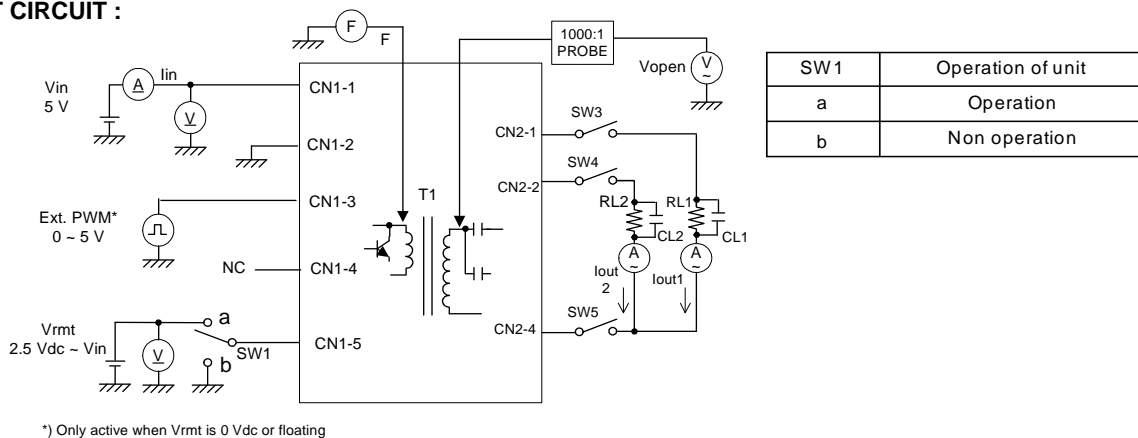 T CIRCUIT :
F
F
1000:1
PROBE
Vopen
V
~
Vin
5 V
A
Iin
V
CN1-1
CN1-2
Ext. PWM*
0 ~ 5 V
CN1-3
NC
CN1-4
Vrmt
2.5 Vdc ~ Vin
V
a
SW1
b
CN1-5
T1
CN2-1
SW3
CN2-2
SW4
RL2
RL1
CL2
CL1
A
~
A
~
Iout
2
Iout1
SW5
CN2-4
SW1 Operation of unit
a Operation
b Non operation
*) Only active when Vrmt is 0 Vdc or floating